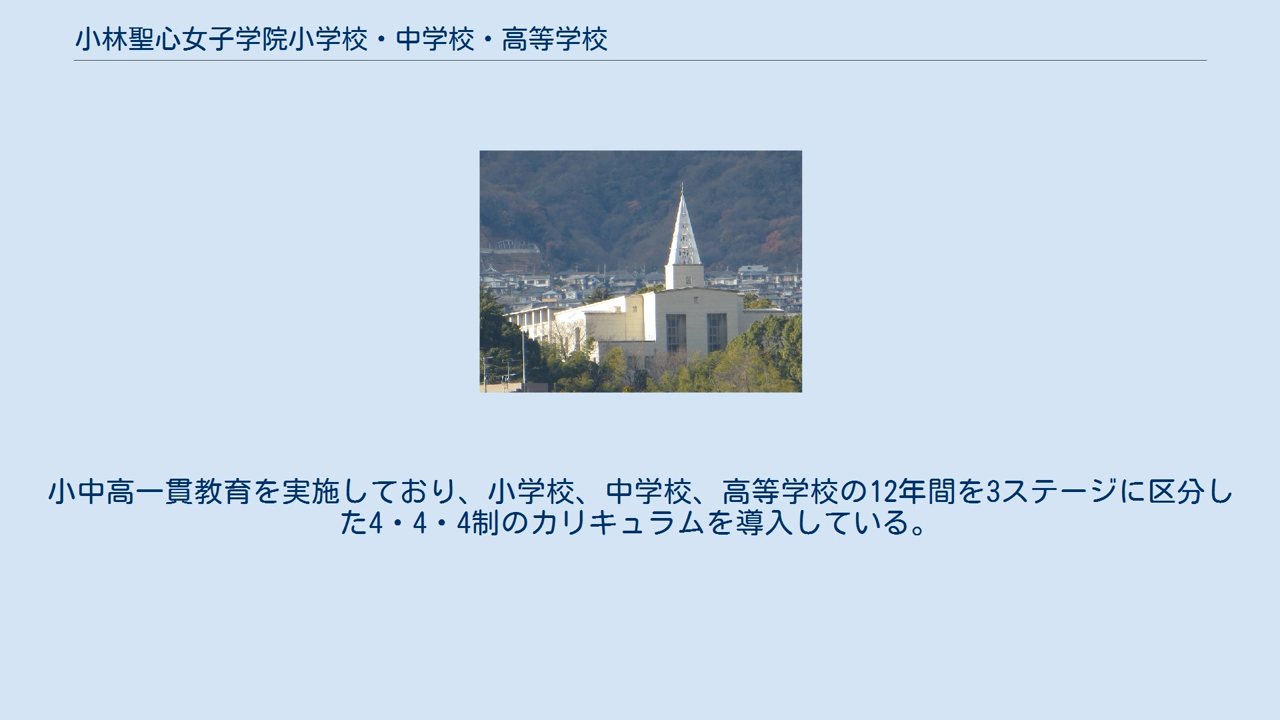 小林聖心女子学院小学校・中学校・高等学校
小中高一貫教育を実施しており、小学校、中学校、高等学校の12年間を3ステージに区分し
た4・4・4制のカリキュラムを導入している。